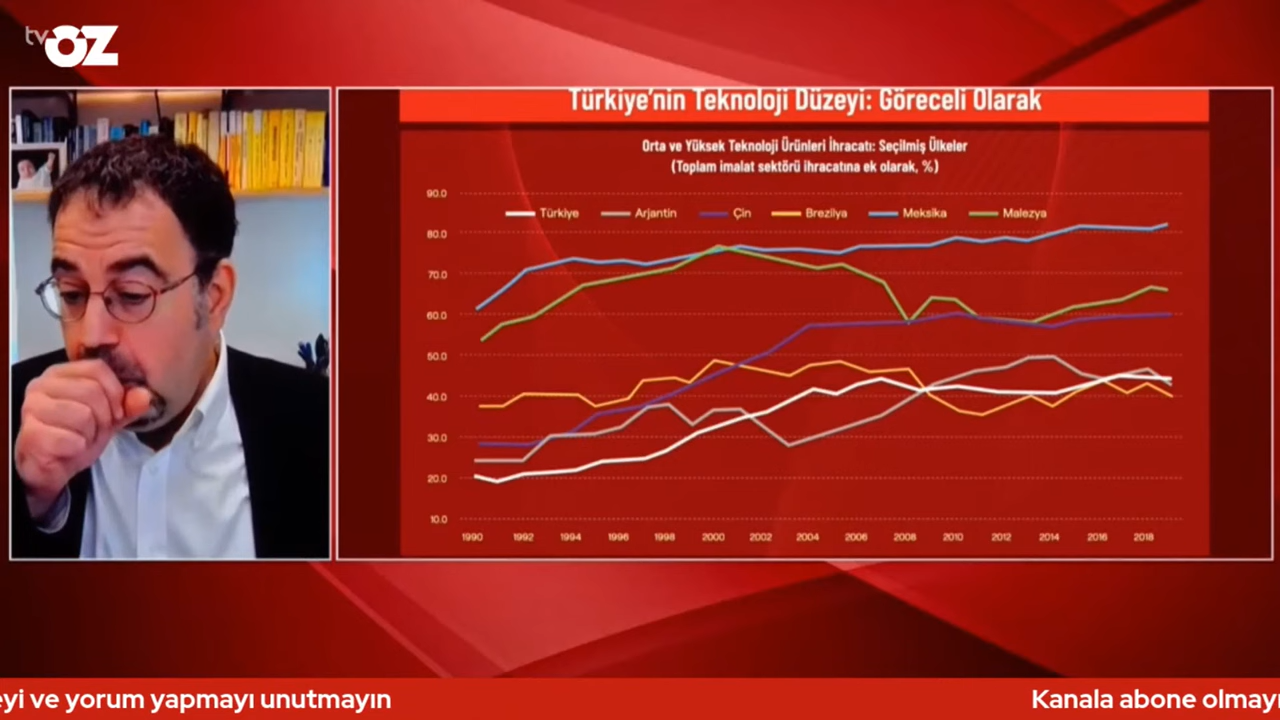 tv OZ
Türkiye'nin Teknoloji Düzeyi: Göreceli Olarak
Orta ve Yüksek Teknoloji Ürünleri İhracatı: Seçilmiş Ülkeler
(Toplam imalat sektörü ihracatına ek olarak, %)
90.0
Türkiye Arjantin Çin Brezilya Meksika Malezya
80.0
70.0
60.0
50.0
40.0
30.0
20.0
10.0
1990 1992 1994 1996 1998 2000 2002 2004 2006 2008 2010 2012 2014 2016 2018
eyi ve yorum yapmayı unutmayın
Kanala abone olmayı